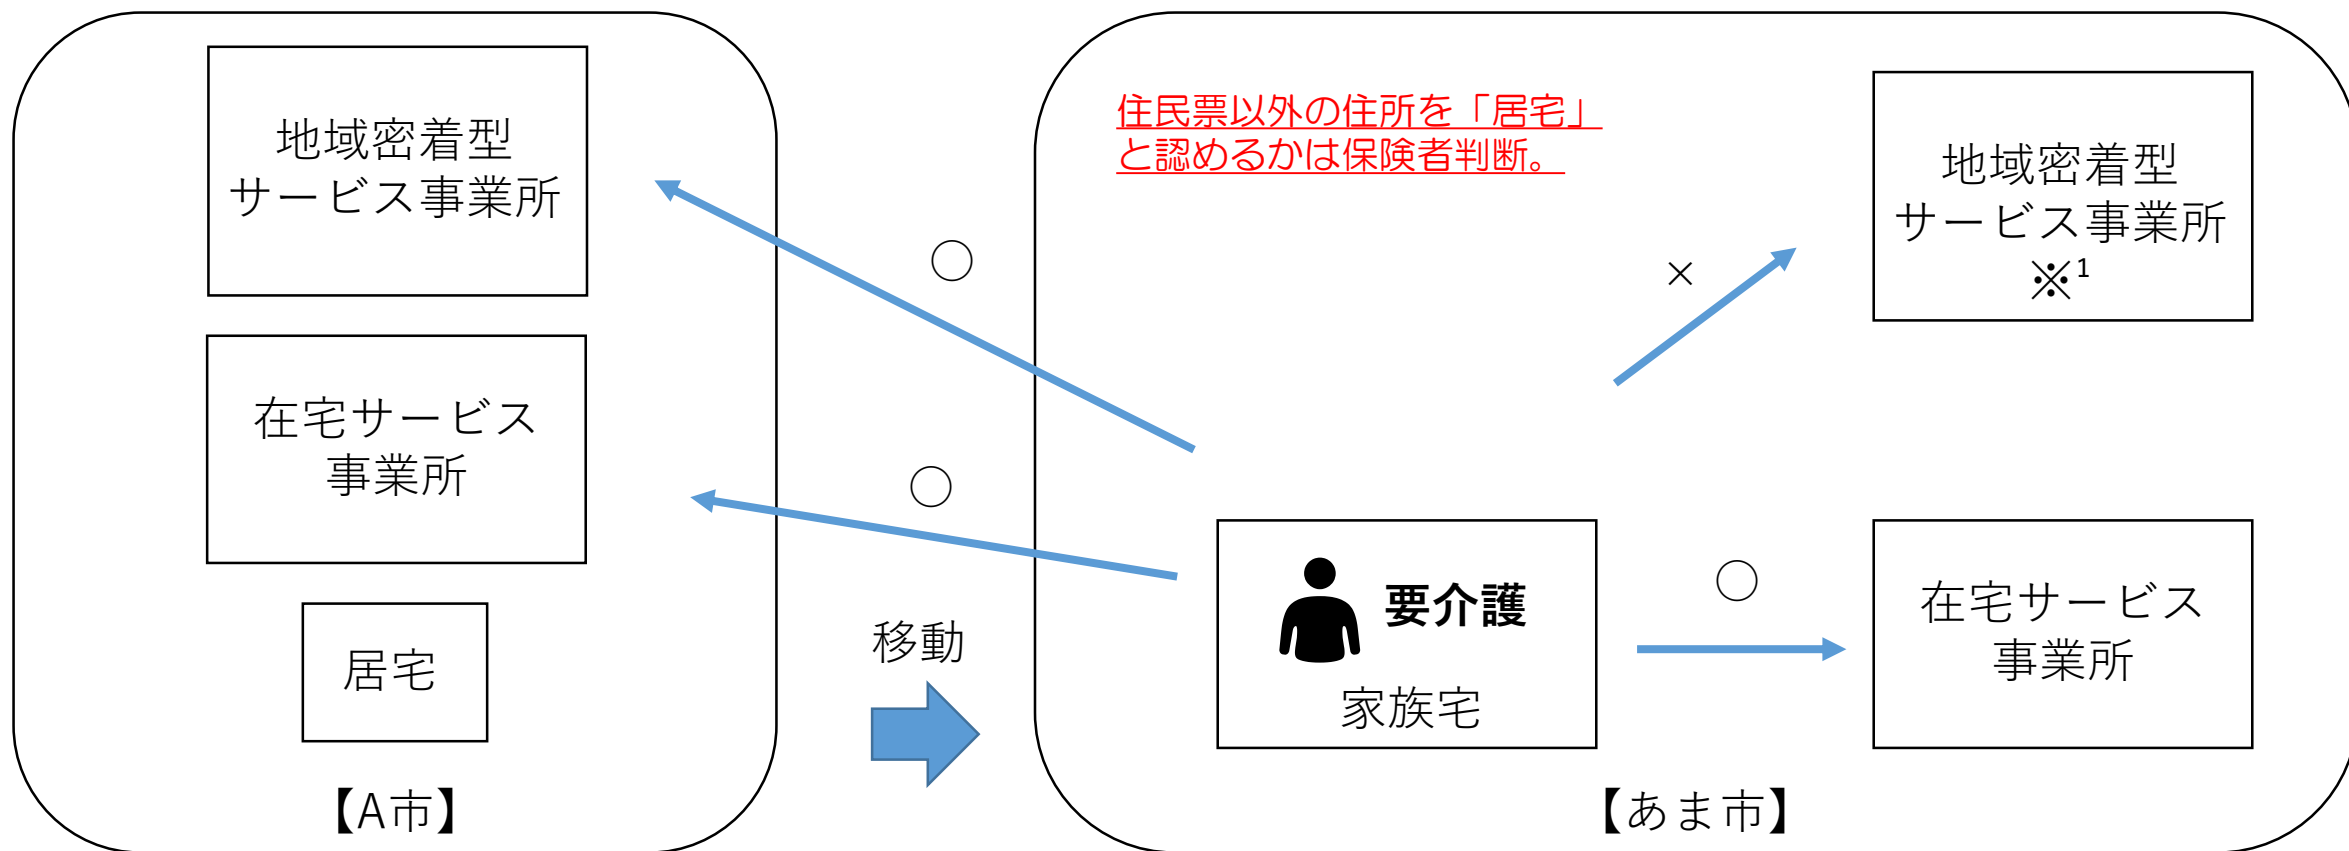 地域密着型
サービス事業所
在宅サービス
事業所
居宅
【A市】
○
○
移動
住民票以外の住所を「居宅」
と認めるかは保険者判断。
×
地域密着型
サービス事業所
※1
要介護
家族宅
○
在宅サービス
事業所
【あま市】